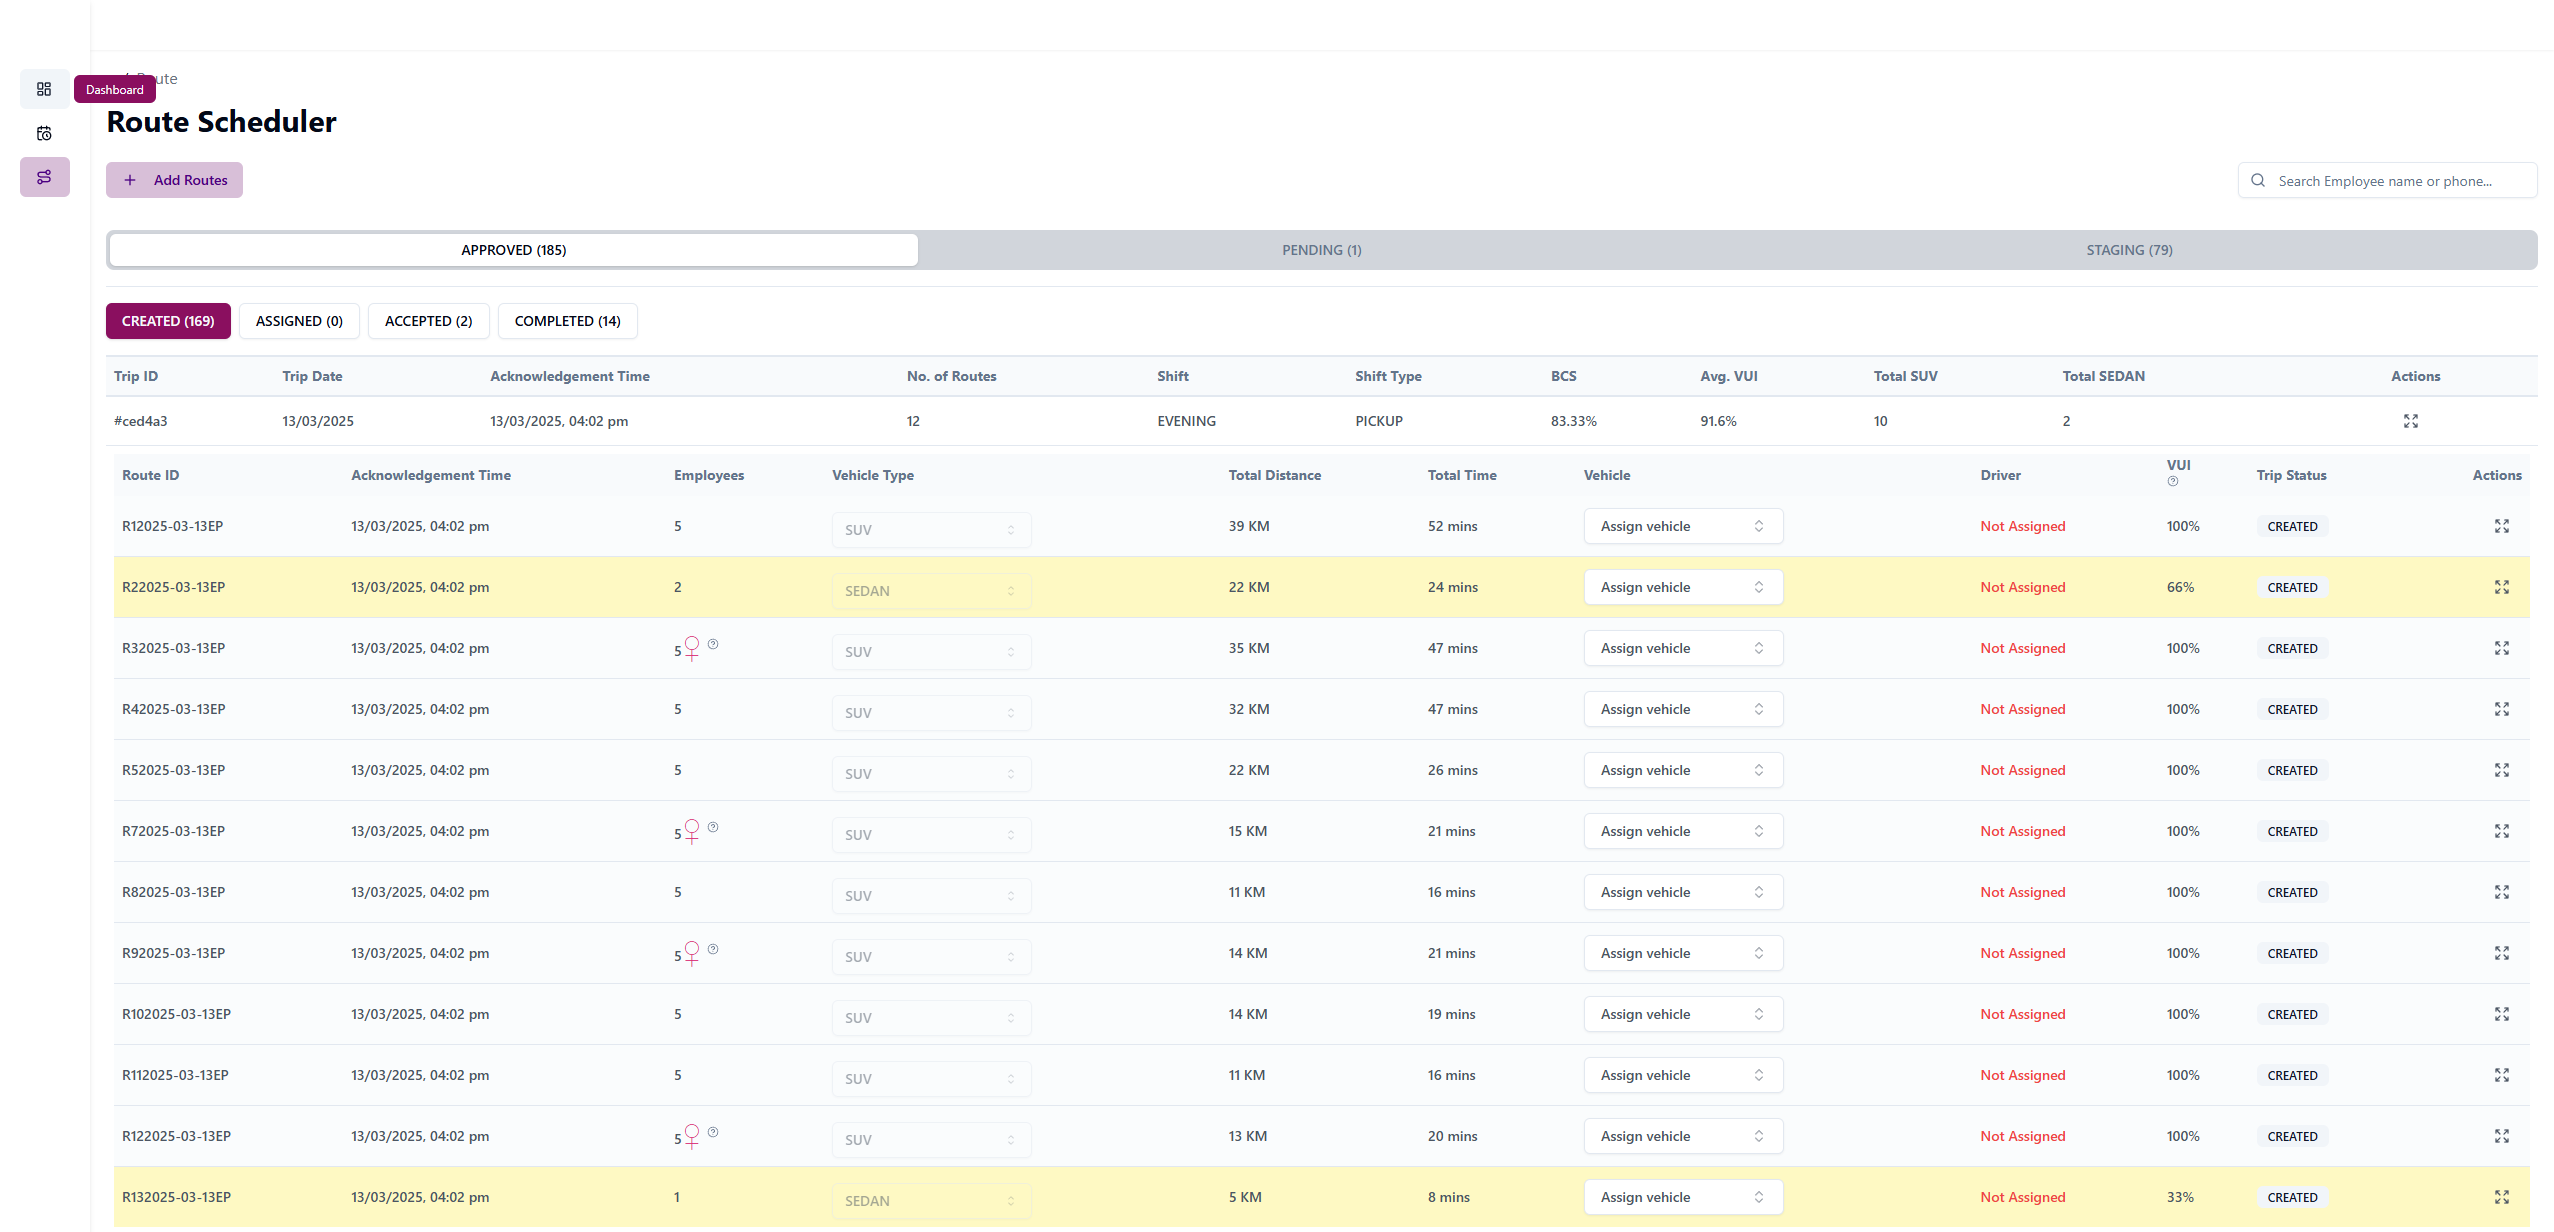 Route
Dashboard
Route Scheduler
Add Routes
Search Employee name or phone...
APPROVED (185) PENDING (1) STAGING (79)
CREATED (169) ASSIGNED (0) ACCEPTED (2) COMPLETED (14)
Trip ID Trip Date Acknowledgement Time No. of Routes Shift Shift Type BCS Avg. VUI Total SUV Total SEDAN Actions
#ced4a3 13/03/2025 13/03/2025, 04:02 pm 12 EVENING PICKUP 83.33% 91.6% 10 2
Route ID Acknowledgement Time Employees Vehicle Type Total Distance Total Time Vehicle Driver VUI Trip Status Actions
R12025-03-13EP 13/03/2025, 04:02 pm 5 SUV 39 KM 52 mins Assign vehicle Not Assigned 100% CREATED
R22025-03-13EP 13/03/2025, 04:02 pm 2 SEDAN 22 KM 24 mins Assign vehicle Not Assigned 66% CREATED
R32025-03-13EP 13/03/2025, 04:02 pm 5 SUV 35 KM 47 mins Assign vehicle Not Assigned 100% CREATED
R42025-03-13EP 13/03/2025, 04:02 pm 5 SUV 32 KM 47 mins Assign vehicle Not Assigned 100% CREATED
R52025-03-13EP 13/03/2025, 04:02 pm 5 SUV 22 KM 26 mins Assign vehicle Not Assigned 100% CREATED
R72025-03-13EP 13/03/2025, 04:02 pm 5 SUV 15 KM 21 mins Assign vehicle Not Assigned 100% CREATED
R82025-03-13EP 13/03/2025, 04:02 pm 5 SUV 11 KM 16 mins Assign vehicle Not Assigned 100% CREATED
R92025-03-13EP 13/03/2025, 04:02 pm 5 SUV 14 KM 21 mins Assign vehicle Not Assigned 100% CREATED
R102025-03-13EP 13/03/2025, 04:02 pm 5 SUV 14 KM 19 mins Assign vehicle Not Assigned 100% CREATED
R112025-03-13EP 13/03/2025, 04:02 pm 5 SUV 11 KM 16 mins Assign vehicle Not Assigned 100% CREATED
R122025-03-13EP 13/03/2025, 04:02 pm 5 SUV 13 KM 20 mins Assign vehicle Not Assigned 100% CREATED
R132025-03-13EP 13/03/2025, 04:02 pm 1 SEDAN 5 KM 8 mins Assign vehicle Not Assigned 33% CREATED